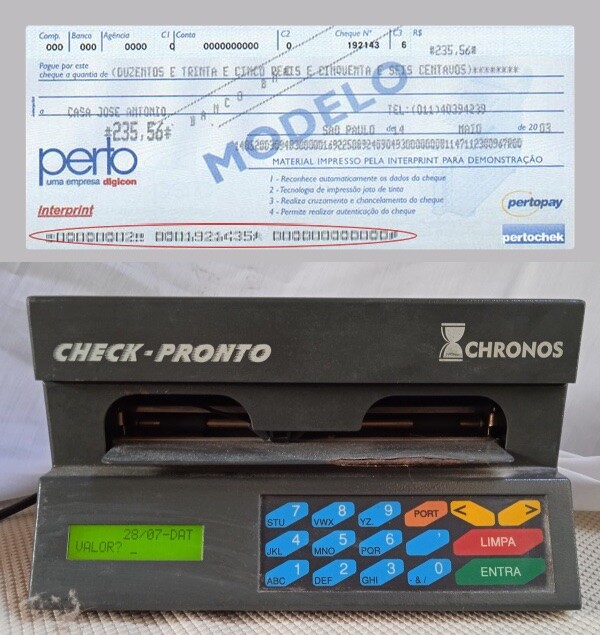 Comp. Banco Agência C1 Conta C2 Cheque Nº C3 R$
000 000 0000 0 0000000000 0 192143 6 #235,56#
Pague por este
cheque a quantia de (DUZENTOS E TRINTA E CINCO REAIS E CINQUENTA E SEIS CENTAVOS)********
a CASA JOSE ANTONIO TEL:(011)40394239
BANCO
MODELO
#235,56#
SAO PAULO de 14 MAIO de 2003
MATERIAL IMPRESSO PELA INTERPRINT PARA DEMONSTRAÇÃO
perto
uma empresa digicon
1 - Reconhece automaticamente os dados do cheque
2 - Tecnologia de impressão jato de tinta
3 - Realiza cruzamento e chancelamento do cheque
4 - Permite realizar autenticação do cheque
Interprint
pertopay
pertochek
CHECK-PRONTO
CHRONOS
28/07-DAT
VALOR? _
7 STU 8 VWX 9 YZ. PORT < >
4 JKL 5 MNO 6 PQR , LIMPA
1 ABC 2 DEF 3 GHI 0 - & / ENTRA